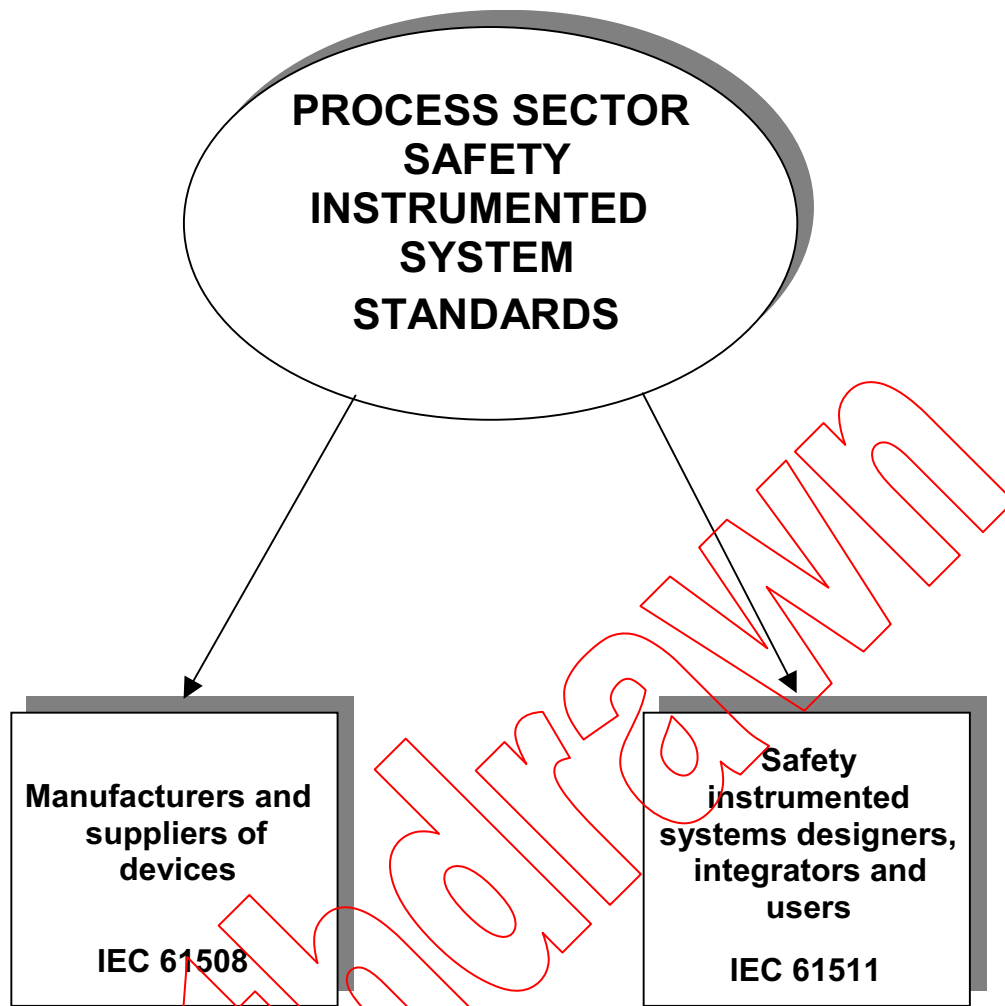 PROCESS SECTOR
SAFETY
INSTRUMENTED
SYSTEM
STANDARDS
Manufacturers and
suppliers of
devices
IEC 61508
Safety
instrumented
systems designers,
integrators and
users
IEC 61511
thdrawn